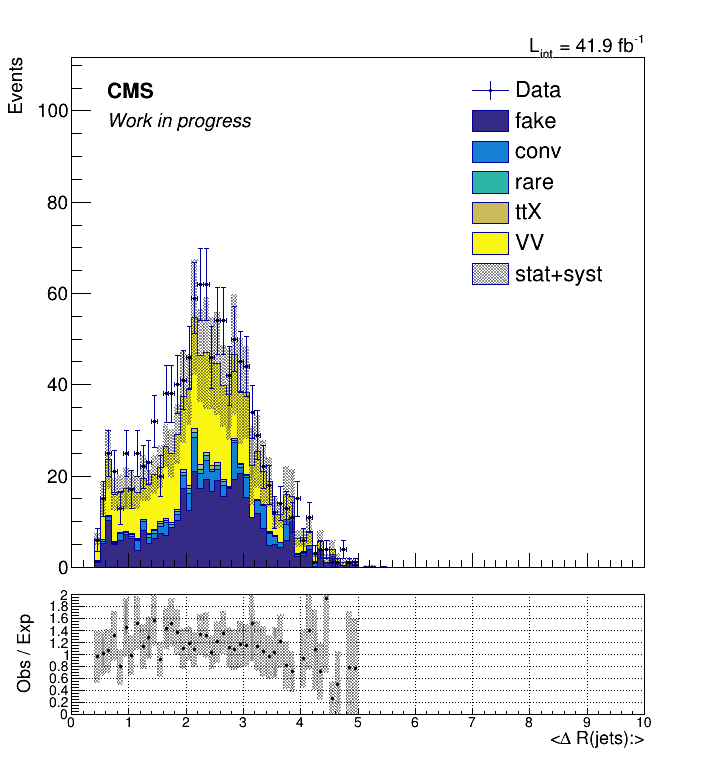 L_int = 41.9 fb^-1
Events
CMS
Work in progress
Data
fake
conv
rare
ttX
VV
stat+syst
100
80
60
40
20
0
Obs / Exp
2
1.8
1.6
1.4
1.2
1
0.8
0.6
0.4
0.2
0
0 1 2 3 4 5 6 7 8 9 10
<Δ R(jets):>